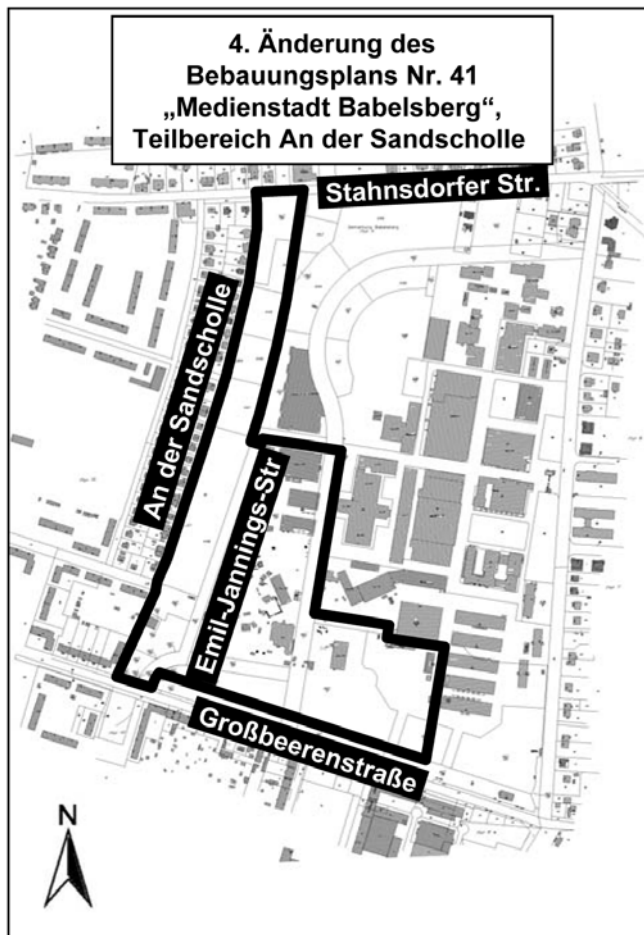 4. Änderung des
Bebauungsplans Nr. 41
„Medienstadt Babelsberg“,
Teilbereich An der Sandscholle
Stahnsdorfer Str.
An der Sandscholle
Emil-Jannings-Str
Großbeerenstraße
N